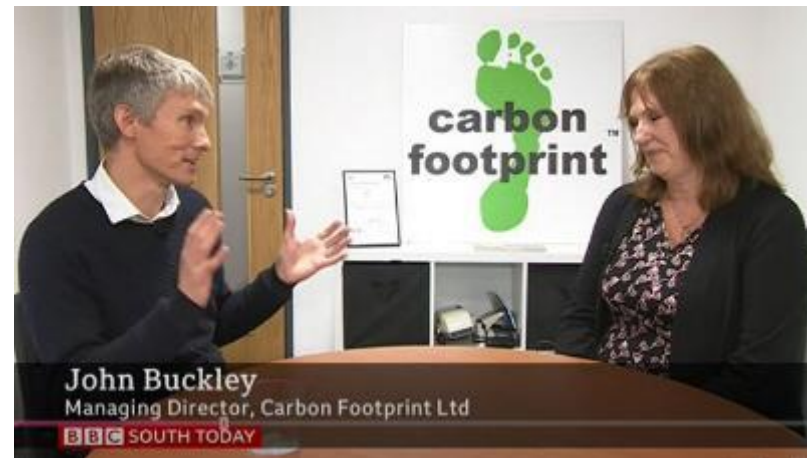 carbon
footprint ™
John Buckley
Managing Director, Carbon Footprint Ltd
BBC SOUTH TODAY